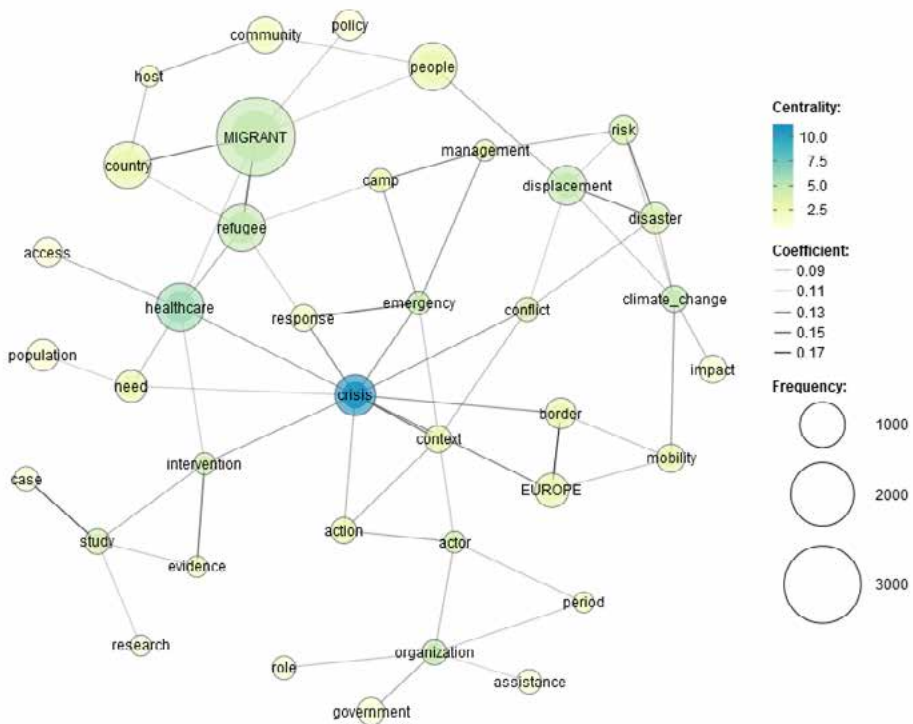 policy
community
people
host
MIGRANT
risk
management
country
camp
displacement
disaster
refugee
access
healthcare
response
emergency
conflict
climate_change
population
need
crisis
impact
border
context
mobility
intervention
EUROPE
case
study
action
actor
evidence
period
research
organization
role
assistance
government
Centrality:
10.0
7.5
5.0
2.5
Coefficient:
0.09
0.11
0.13
0.15
0.17
Frequency:
1000
2000
3000